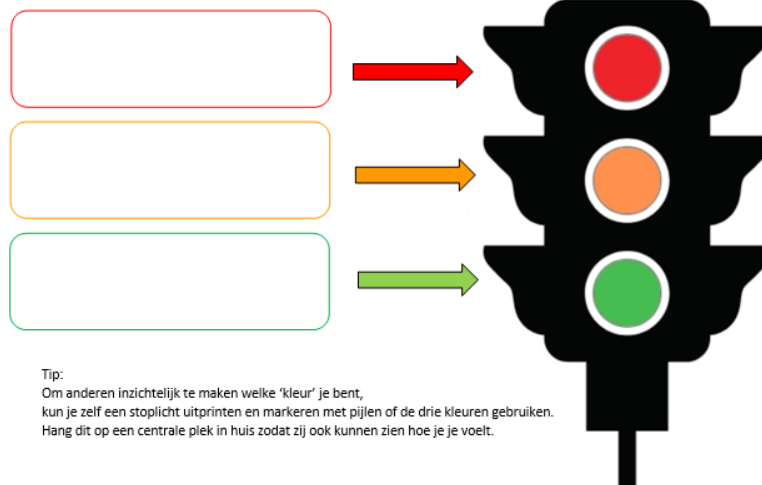 Tip:
Om anderen inzichtelijk te maken welke ‘kleur’ je bent,
kun je zelf een stoplicht uitprinten en markeren met pijlen of de drie kleuren gebruiken.
Hang dit op een centrale plek in huis zodat zij ook kunnen zien hoe je je voelt.